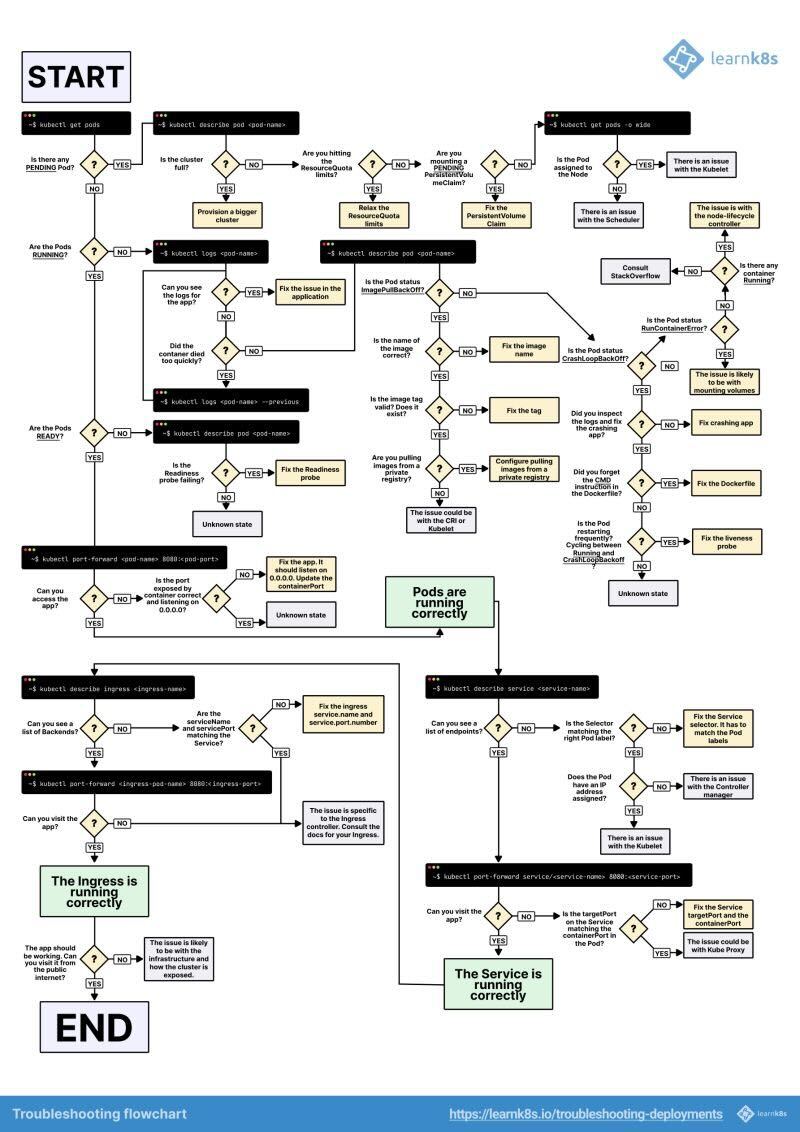 START
learnk8s
~$ kubectl get pods
~$ kubectl describe pod <pod-name>
~$ kubectl get pods -o wide
Is there any
PENDING Pod?
?
YES
NO
Is the cluster
full?
?
NO
YES
Provision a bigger
cluster
Are you hitting
the
ResourceQuota
limits?
?
NO
YES
Relax the
ResourceQuota
limits
Are you
mounting a
PENDING
PersistentVolu
meClaim?
?
NO
YES
Fix the
PersistentVolume
Claim
Is the Pod
assigned to
the Node
?
YES
There is an issue
with the Kubelet
NO
There is an issue
with the Scheduler
The issue is with
the node-lifecycle
controller
YES
Is there any
container
Running?
?
NO
Consult
StackOverflow
NO
Is the Pod status
RunContainerError?
?
YES
The issue is likely
to be with
mounting volumes
Are the Pods
RUNNING?
?
NO
YES
~$ kubectl logs <pod-name>
Can you see
the logs for
the app?
?
YES
Fix the issue in the
application
NO
Did the
contaner died
too quickly?
?
NO
YES
~$ kubectl logs <pod-name> --previous
~$ kubectl describe pod <pod-name>
Is the Pod status
ImagePullBackOff?
?
NO
YES
Is the name of
the image
correct?
?
NO
Fix the image
name
YES
Is the image tag
valid? Does it
exist?
?
NO
Fix the tag
YES
Are you pulling
images from a
private
registry?
?
YES
Configure pulling
images from a
private registry
NO
The issue could be
with the CRI or
Kubelet
Is the Pod status
CrashLoopBackOff?
?
NO
YES
Did you inspect
the logs and fix
the crashing
app?
?
NO
Fix crashing app
YES
Did you forget
the CMD
instruction in
the Dockerfile?
?
YES
Fix the Dockerfile
NO
Is the Pod
restarting
frequently?
Cycling between
Running and
CrashLoopBackoff
?
?
YES
Fix the liveness
probe
NO
Unknown state
Are the Pods
READY?
?
NO
YES
~$ kubectl describe pod <pod-name>
Is the
Readiness
probe failing?
?
YES
Fix the Readiness
probe
NO
Unknown state
~$ kubectl port-forward <pod-name> 8080:<pod-port>
Can you
access the
app?
?
NO
YES
Is the port
exposed by
container correct
and listening on
0.0.0.0?
?
NO
Fix the app. It
should listen on
0.0.0.0. Update the
containerPort
YES
Unknown state
Pods are
running
correctly
~$ kubectl describe ingress <ingress-name>
Can you see a
list of Backends?
?
NO
YES
Are the
serviceName
and servicePort
matching the
Service?
?
NO
Fix the ingress
service.name and
service.port.number
YES
~$ kubectl port-forward <ingress-pod-name> 8080:<ingress-port>
Can you visit the
app?
?
NO
The issue is specific
to the Ingress
controller. Consult the
docs for your Ingress.
YES
The Ingress is
running
correctly
The app should
be working. Can
you visit it from
the public
internet?
?
NO
The issue is likely
to be with the
infrastructure and
how the cluster is
exposed.
YES
END
~$ kubectl describe service <service-name>
Can you see a
list of endpoints?
?
NO
YES
Is the Selector
matching the
right Pod label?
?
NO
Fix the Service
selector. It has to
match the Pod
labels
YES
Does the Pod
have an IP
address
assigned?
?
NO
There is an issue
with the Controller
manager
YES
There is an issue
with the Kubelet
~$ kubectl port-forward service/<service-name> 8080:<service-port>
Can you visit the
app?
?
NO
YES
Is the targetPort
on the Service
matching the
containerPort in
the Pod?
?
NO
Fix the Service
targetPort and the
containerPort
YES
The issue could be
with Kube Proxy
The Service is
running
correctly
Troubleshooting flowchart
https://learnk8s.io/troubleshooting-deployments
learnk8s